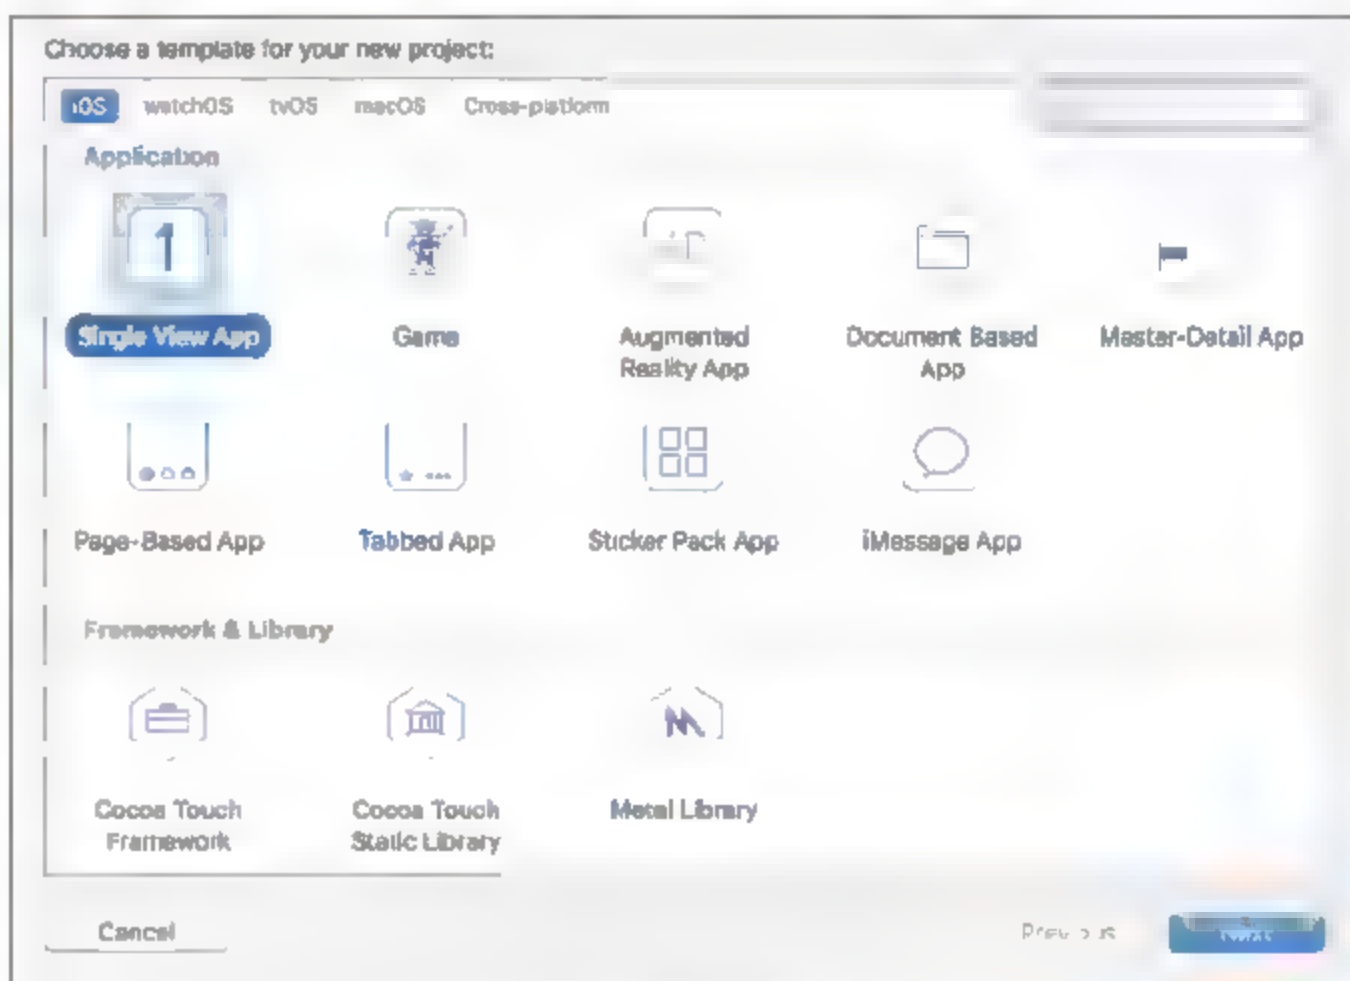 Choose a template for your new project:
iOS watchOS tvOS macOS Cross-platform
Application
1
Single View App Game Augmented Reality App Document Based App Master-Detail App
Page-Based App Tabbed App Sticker Pack App iMessage App
Framework & Library
Cocoa Touch Framework Cocoa Touch Static Library Metal Library
Cancel Previous Next